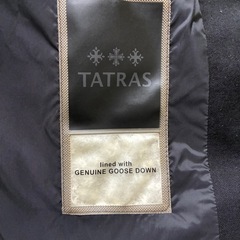 TATRAS
lined with
GENUINE GOOSE DOWN